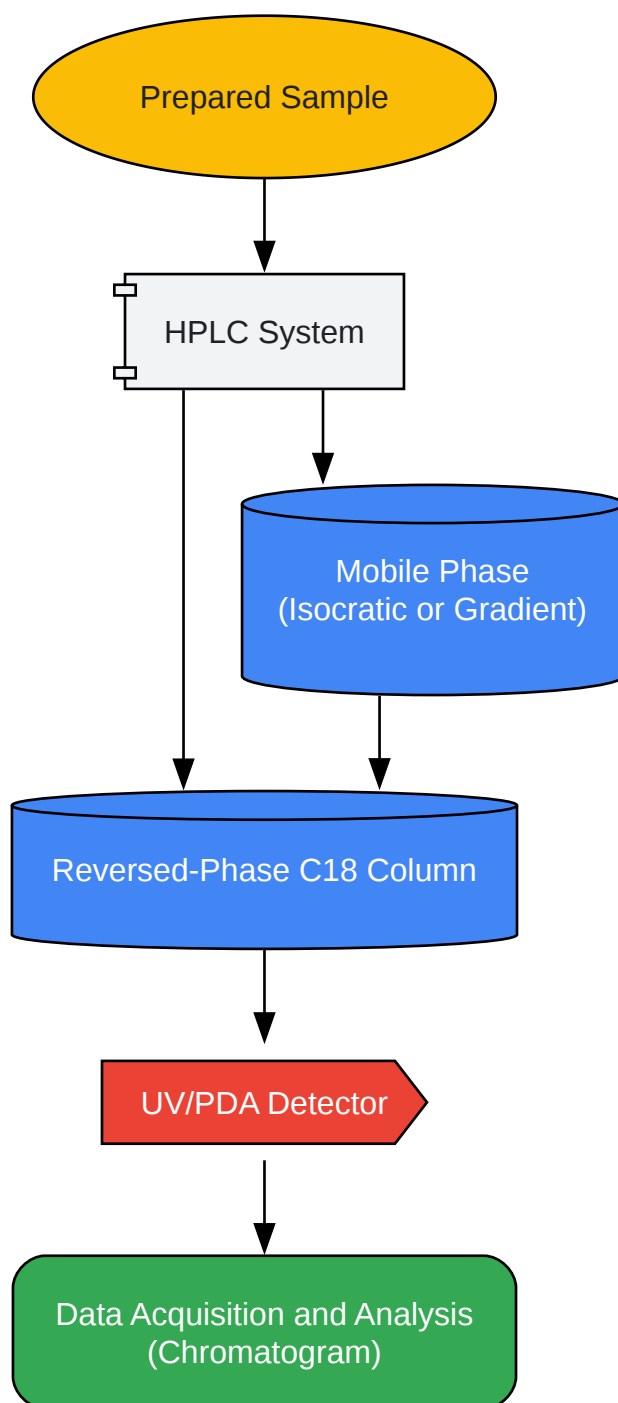 Prepared Sample
HPLC System
Mobile Phase
(Isocratic or Gradient)
Reversed-Phase C18 Column
UV/PDA Detector
Data Acquisition and Analysis
(Chromatogram)